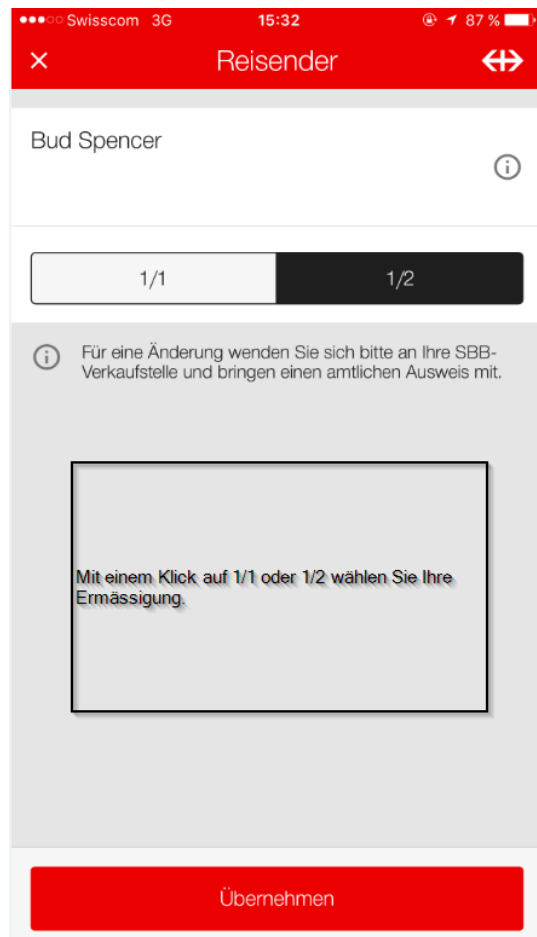 Swisscom 3G 15:32 87 %
Reisender
Bud Spencer
1/1 1/2
Für eine Änderung wenden Sie sich bitte an Ihre SBB-
Verkaufstelle und bringen einen amtlichen Ausweis mit.
Mit einem Klick auf 1/1 oder 1/2 wählen Sie Ihre
Ermässigung.
Übernehmen